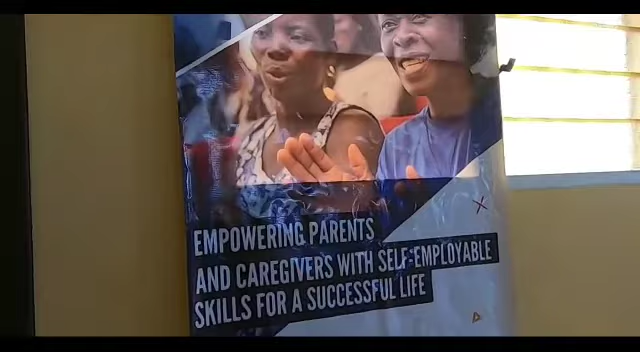 EMPOWERING PARENTS
AND CAREGIVERS WITH SELF-EMPLOYABLE
SKILLS FOR A SUCCESSFUL LIFE